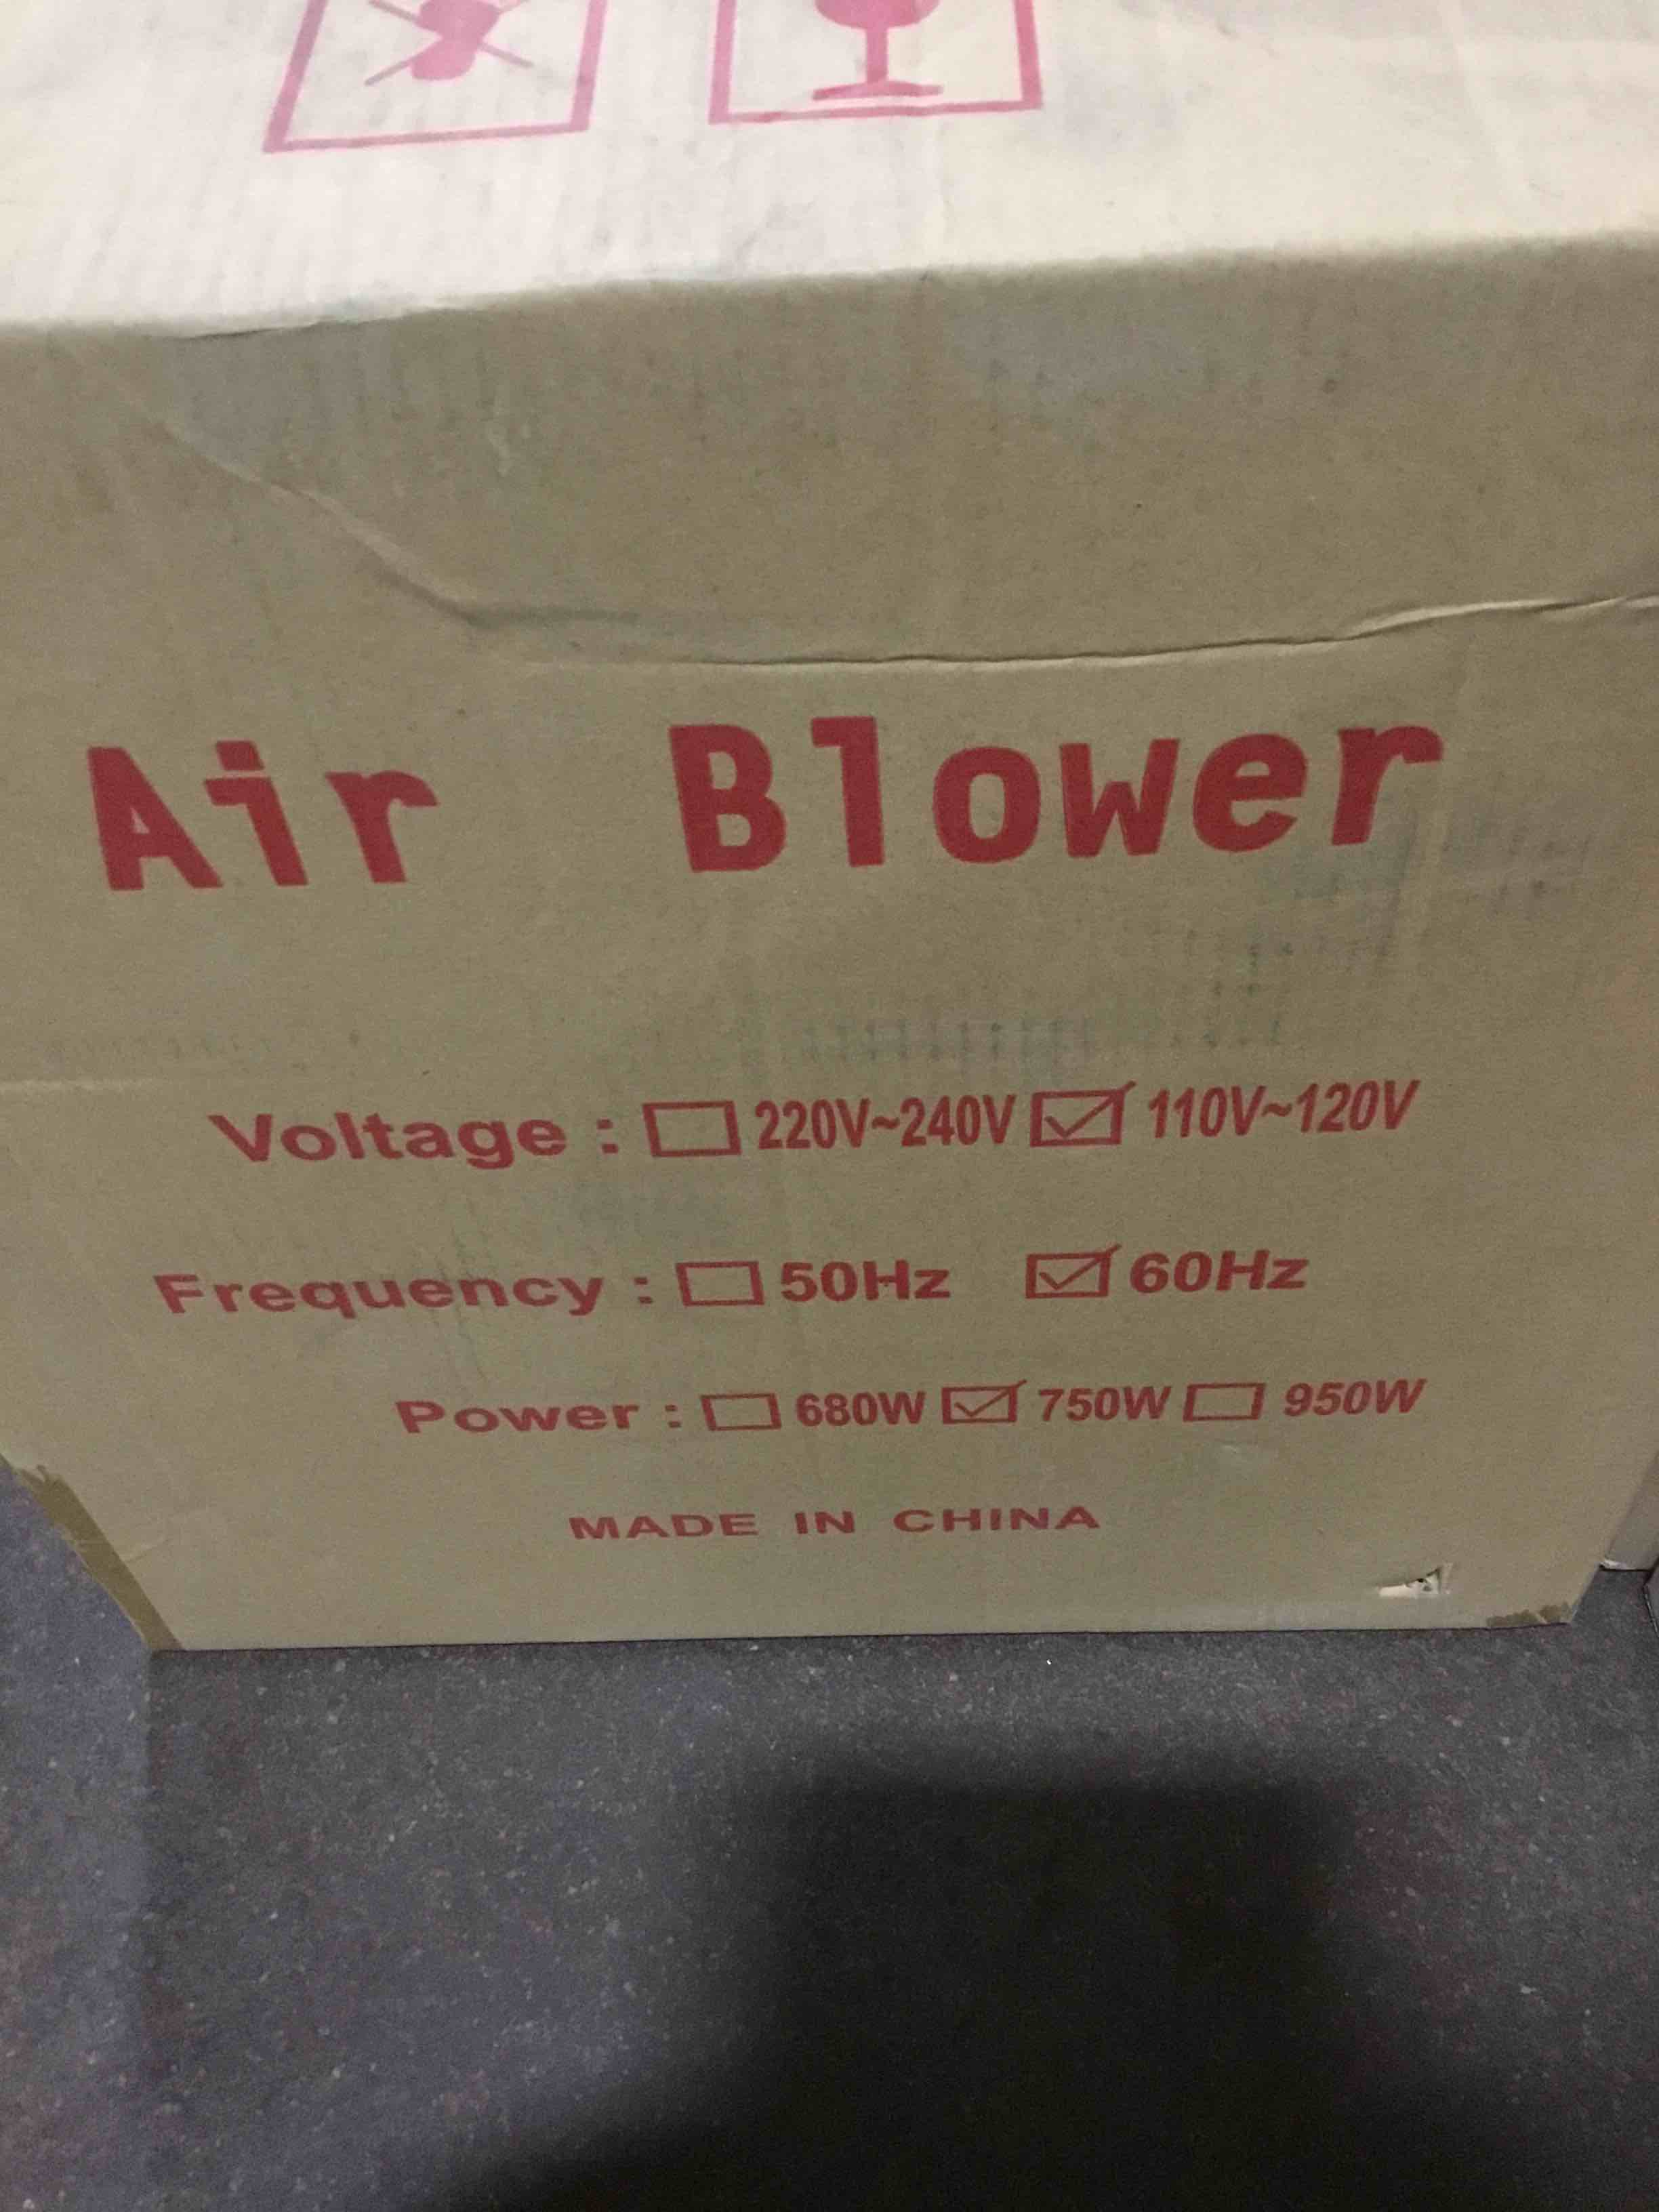 Air Blower
Voltage : ☐ 220V~240V ☑ 110V~120V
Frequency : ☐ 50Hz ☑ 60Hz
Power : ☐ 680W ☑ 750W ☐ 950W
MADE IN CHINA